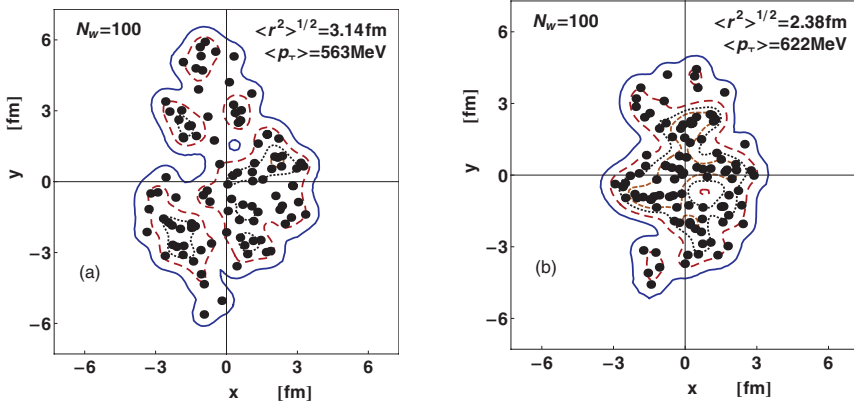 N_w=100
<r²>^1/2=3.14fm
<p_T>=563MeV
6
3
0
−3
−6
y [fm]
(a)
−6 −3 0 3 6
x [fm]
N_w=100
<r²>^1/2=2.38fm
<p_T>=622MeV
6
3
0
−3
−6
y [fm]
(b)
−6 −3 0 3 6
x [fm]